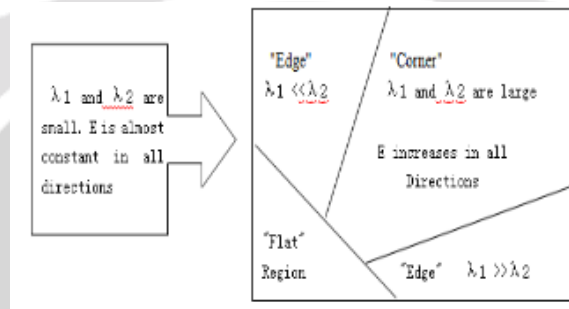 λ1 and λ2 are
small. E is almost
constant in all
directions
"Edge"
λ1 <<λ2
"Corner"
λ1 and λ2 are large
E increases in all
Directions
"Flat"
Region
"Edge" λ1 >>λ2